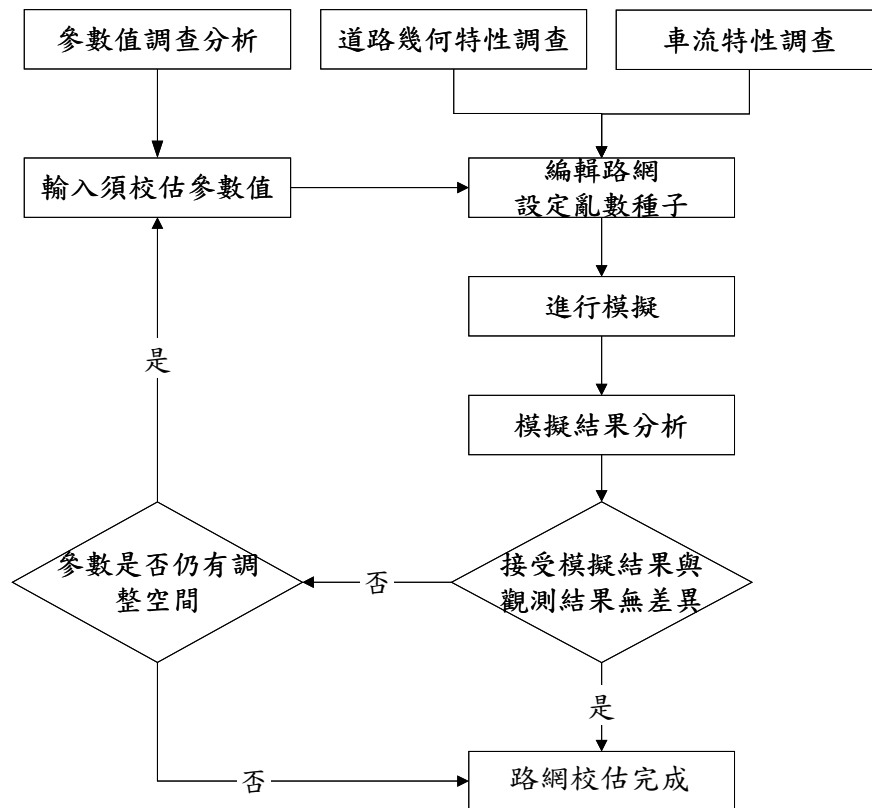 參數值調查分析
道路幾何特性調查
車流特性調查
輸入須校估參數值
編輯路網
設定亂數種子
進行模擬
是
模擬結果分析
參數是否仍有調
整空間
否
接受模擬結果與
觀測結果無差異
是
否
路網校估完成